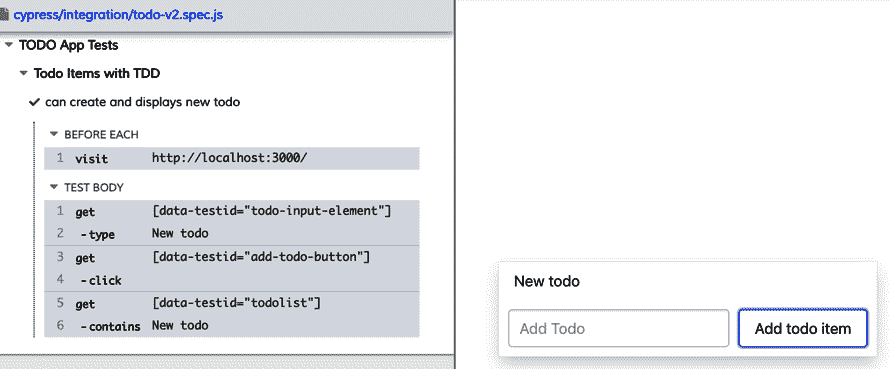 cypress/integration/todo-v2.spec.js
TODO App Tests
Todo Items with TDD
can create and displays new todo
BEFORE EACH
1 visit http://localhost:3000/
TEST BODY
1 get [data-testid="todo-input-element"]
2 -type New todo
3 get [data-testid="add-todo-button"]
4 -click
5 get [data-testid="todolist"]
6 -contains New todo
New todo
Add Todo Add todo item